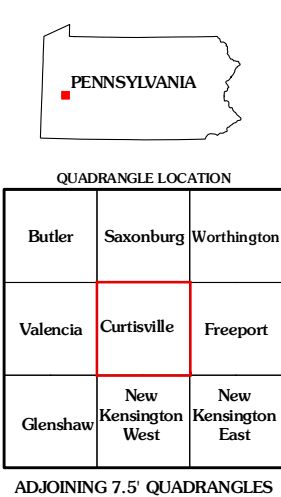 PENNSYLVANIA
QUADRANGLE LOCATION
Butler
Saxonburg
Worthington
Valencia
Curtisville
Freeport
Glenshaw
New
Kensington
West
New
Kensington
East
ADJOINING 7.5' QUADRANGLES